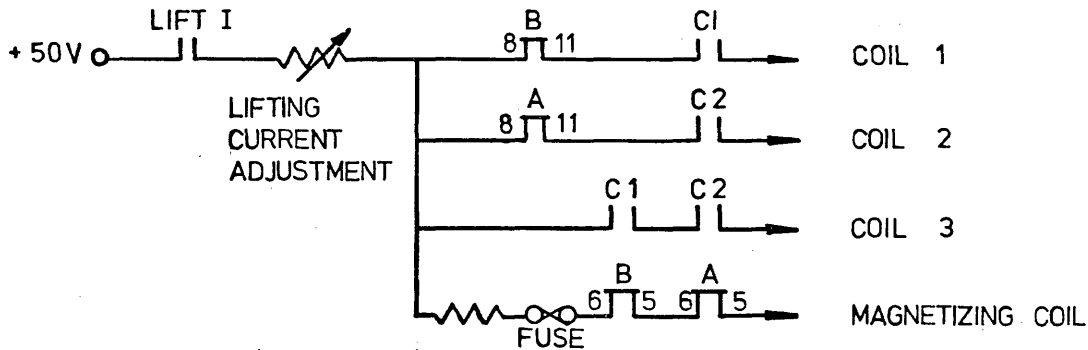 LIFT I
+50V
LIFTING
CURRENT
ADJUSTMENT
B
8 11
C1
COIL 1
A
8 11
C2
COIL 2
C1
C2
COIL 3
FUSE
B
6 5
A
6 5
MAGNETIZING COIL